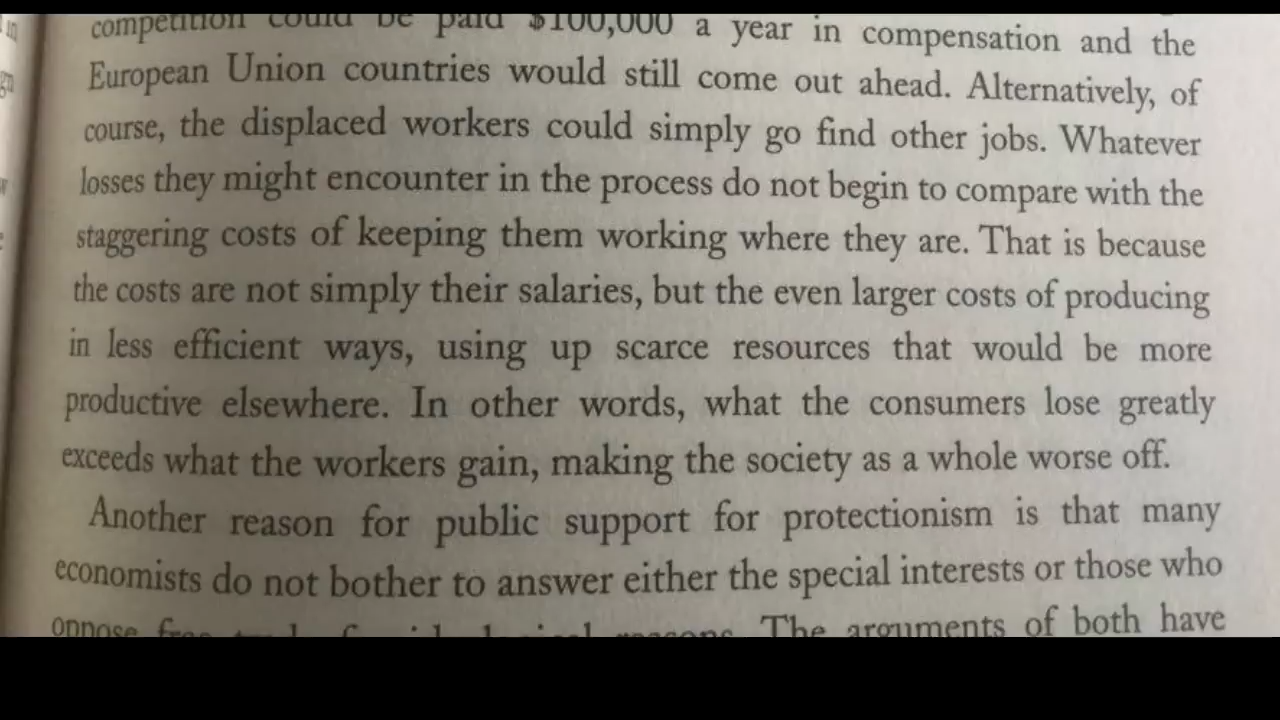 competition could be paid $100,000 a year in compensation and the
European Union countries would still come out ahead. Alternatively, of
course, the displaced workers could simply go find other jobs. Whatever
losses they might encounter in the process do not begin to compare with the
staggering costs of keeping them working where they are. That is because
the costs are not simply their salaries, but the even larger costs of producing
in less efficient ways, using up scarce resources that would be more
productive elsewhere. In other words, what the consumers lose greatly
exceeds what the workers gain, making the society as a whole worse off.
Another reason for public support for protectionism is that many
economists do not bother to answer either the special interests or those who
oppose free reasons. The arguments of both have